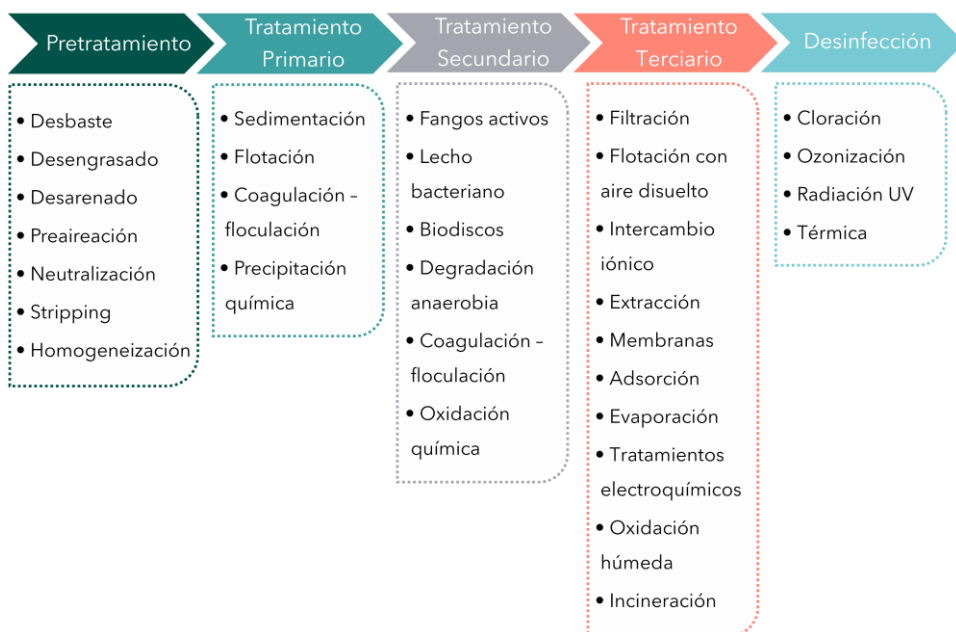 Pretratamiento
• Desbaste
• Desengrasado
• Desarenado
• Preaireación
• Neutralización
• Stripping
• Homogeneización
Tratamiento
Primario
• Sedimentación
• Flotación
• Coagulación –
floculación
• Precipitación
química
Tratamiento
Secundario
• Fangos activos
• Lecho
bacteriano
• Biodiscos
• Degradación
anaerobia
• Coagulación –
floculación
• Oxidación
química
Tratamiento
Terciario
• Filtración
• Flotación con
aire disuelto
• Intercambio
iónico
• Extracción
• Membranas
• Adsorción
• Evaporación
• Tratamientos
electroquímicos
• Oxidación
húmeda
• Incineración
Desinfección
• Cloración
• Ozonización
• Radiación UV
• Térmica